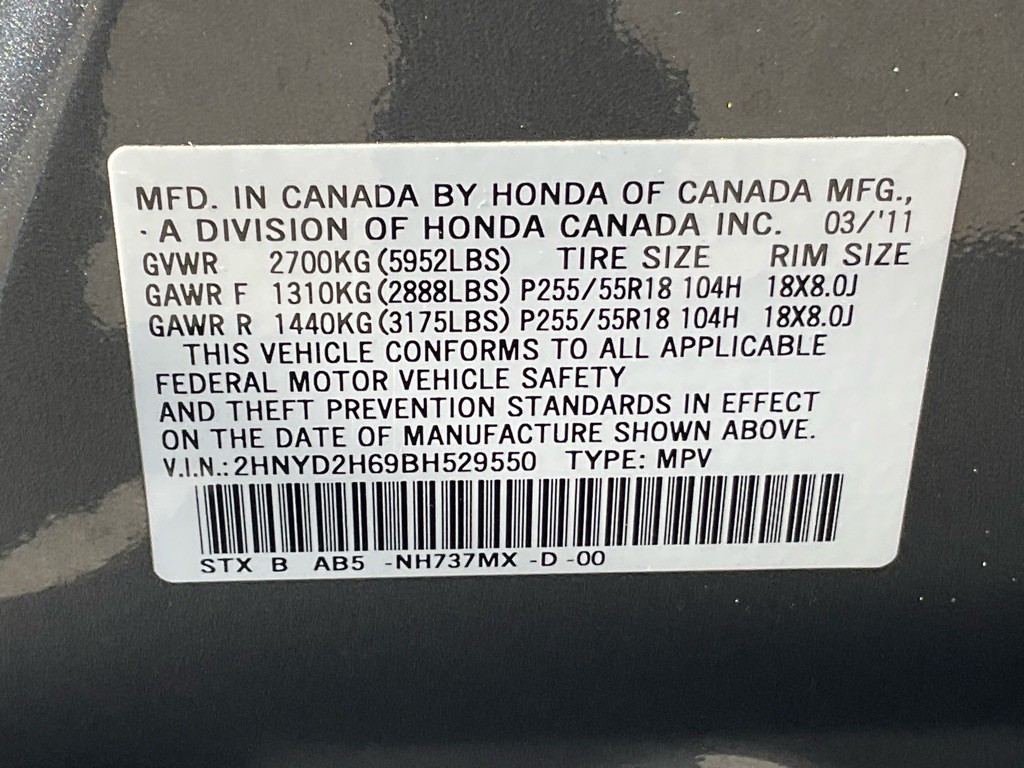 MFD. IN CANADA BY HONDA OF CANADA MFG.,
· A DIVISION OF HONDA CANADA INC. 03/'11
GVWR 2700KG(5952LBS) TIRE SIZE RIM SIZE
GAWR F 1310KG(2888LBS) P255/55R18 104H 18X8.0J
GAWR R 1440KG(3175LBS) P255/55R18 104H 18X8.0J
THIS VEHICLE CONFORMS TO ALL APPLICABLE
FEDERAL MOTOR VEHICLE SAFETY
AND THEFT PREVENTION STANDARDS IN EFFECT
ON THE DATE OF MANUFACTURE SHOWN ABOVE.
V.I.N.:2HNYD2H69BH529550 TYPE: MPV
STX B AB5 -NH737MX -D -00